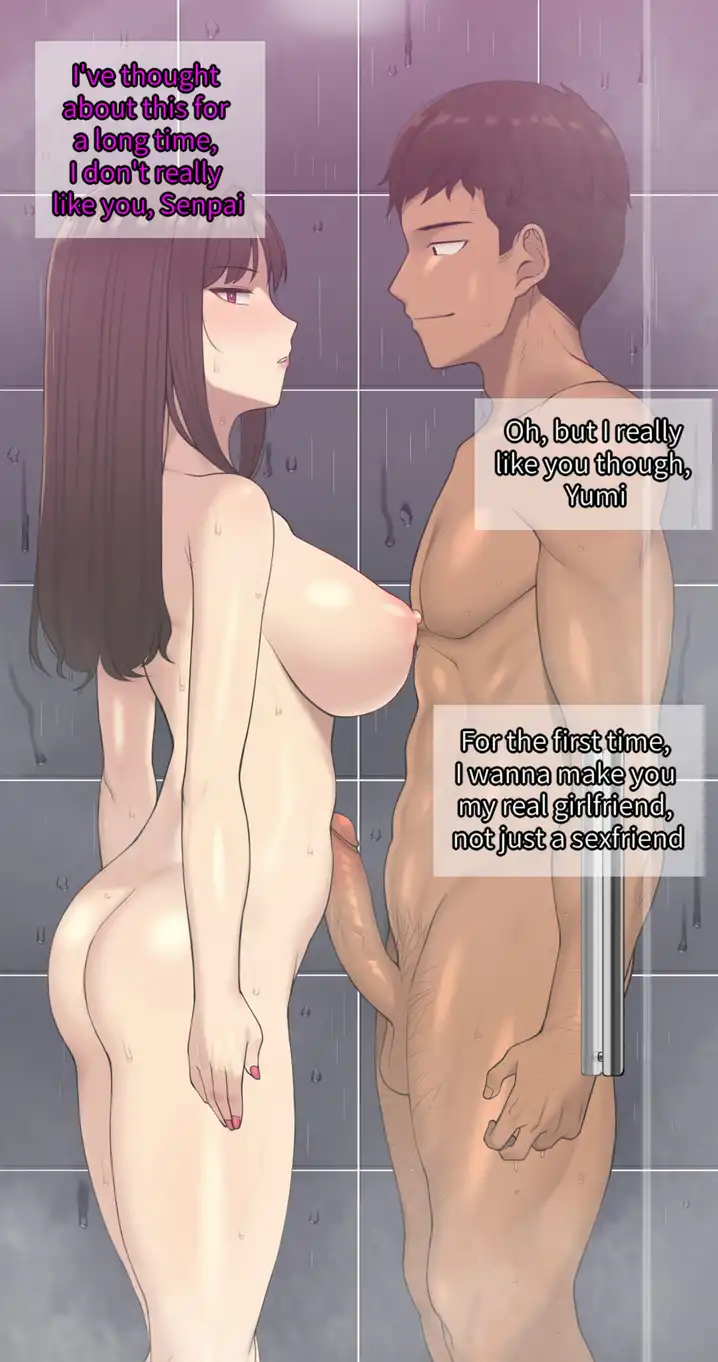 I've thought
about this for
a long time,
I don't really
like you, Senpai
Oh, but I really
like you though,
Yumi
For the first time,
I wanna make you
my real girlfriend,
not just a sexfriend